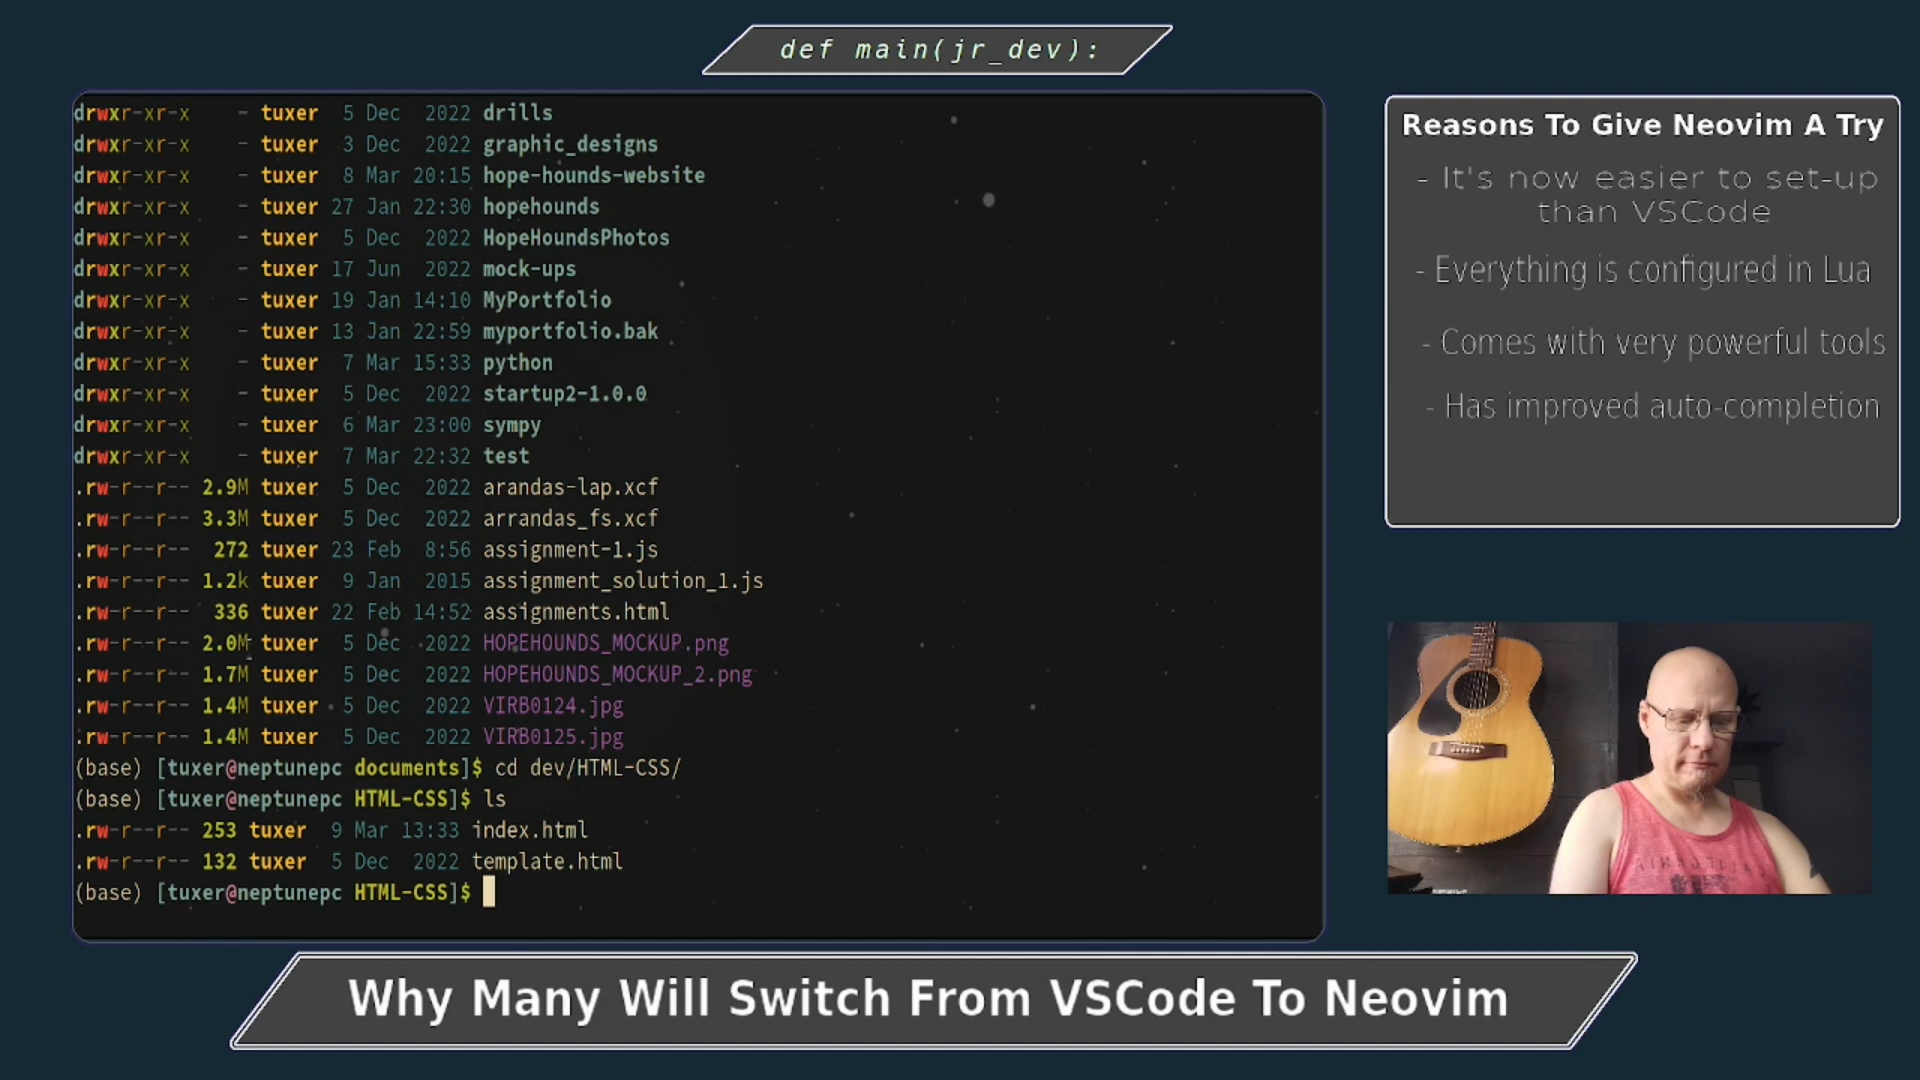 def main(jr_dev):
drwxr-xr-x - tuxer 5 Dec 2022 drills
drwxr-xr-x - tuxer 3 Dec 2022 graphic_designs
drwxr-xr-x - tuxer 8 Mar 20:15 hope-hounds-website
drwxr-xr-x - tuxer 27 Jan 22:30 hopehounds
drwxr-xr-x - tuxer 5 Dec 2022 HopeHoundsPhotos
drwxr-xr-x - tuxer 17 Jun 2022 mock-ups
drwxr-xr-x - tuxer 19 Jan 14:10 MyPortfolio
drwxr-xr-x - tuxer 13 Jan 22:59 myportfolio.bak
drwxr-xr-x - tuxer 7 Mar 15:33 python
drwxr-xr-x - tuxer 5 Dec 2022 startup2-1.0.0
drwxr-xr-x - tuxer 6 Mar 23:00 sympy
drwxr-xr-x - tuxer 7 Mar 22:32 test
.rw-r--r-- 2.9M tuxer 5 Dec 2022 arandas-lap.xcf
.rw-r--r-- 3.3M tuxer 5 Dec 2022 arrandas_fs.xcf
.rw-r--r-- 272 tuxer 23 Feb 8:56 assignment-1.js
.rw-r--r-- 1.2k tuxer 9 Jan 2015 assignment_solution_1.js
.rw-r--r-- 336 tuxer 22 Feb 14:52 assignments.html
.rw-r--r-- 2.0M tuxer 5 Dec 2022 HOPEHOUNDS_MOCKUP.png
.rw-r--r-- 1.7M tuxer 5 Dec 2022 HOPEHOUNDS_MOCKUP_2.png
.rw-r--r-- 1.4M tuxer 5 Dec 2022 VIRB0124.jpg
.rw-r--r-- 1.4M tuxer 5 Dec 2022 VIRB0125.jpg
(base) [tuxer@neptunepc documents]$ cd dev/HTML-CSS/
(base) [tuxer@neptunepc HTML-CSS]$ ls
.rw-r--r-- 253 tuxer 9 Mar 13:33 index.html
.rw-r--r-- 132 tuxer 5 Dec 2022 template.html
(base) [tuxer@neptunepc HTML-CSS]$
Reasons To Give Neovim A Try
- It's now easier to set-up
than VSCode
- Everything is configured in Lua
- Comes with very powerful tools
- Has improved auto-completion
Why Many Will Switch From VSCode To Neovim